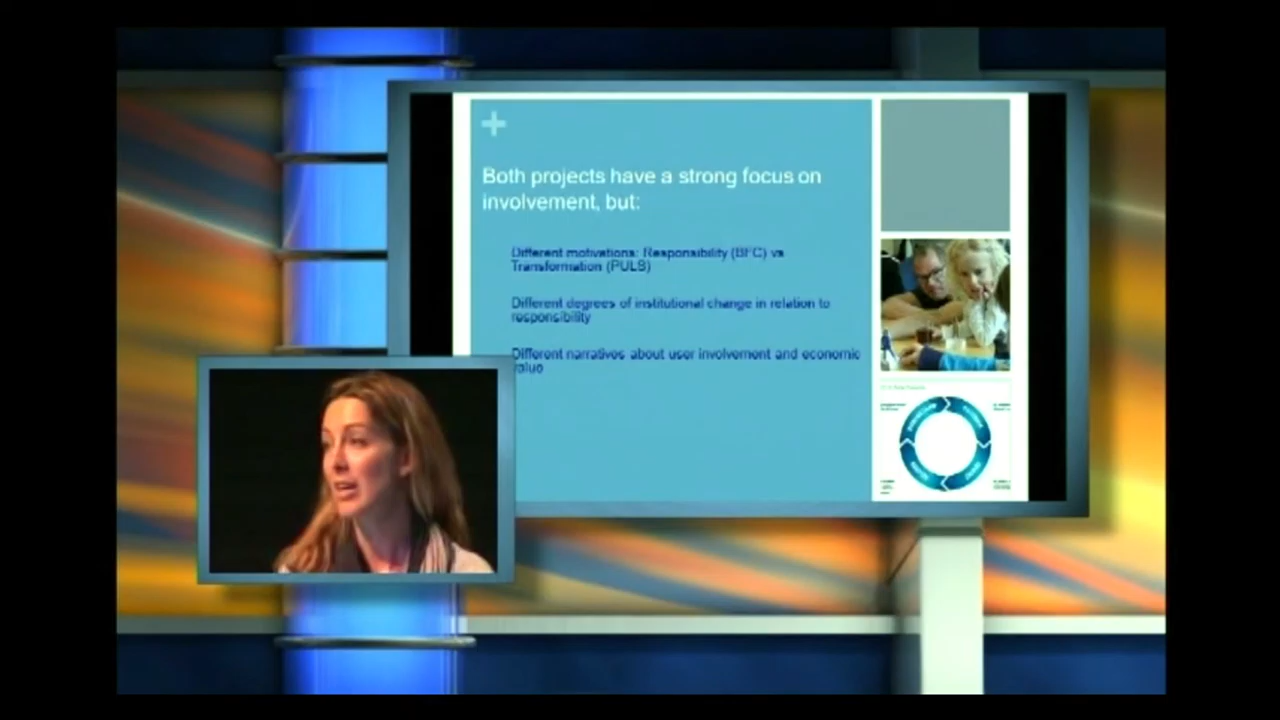 +
Both projects have a strong focus on
involvement, but:
Different motivations: Responsibility (BFC) vs
Transformation (PULS)
Different degrees of institutional change in relation to
responsibility
Different narratives about user involvement and economic